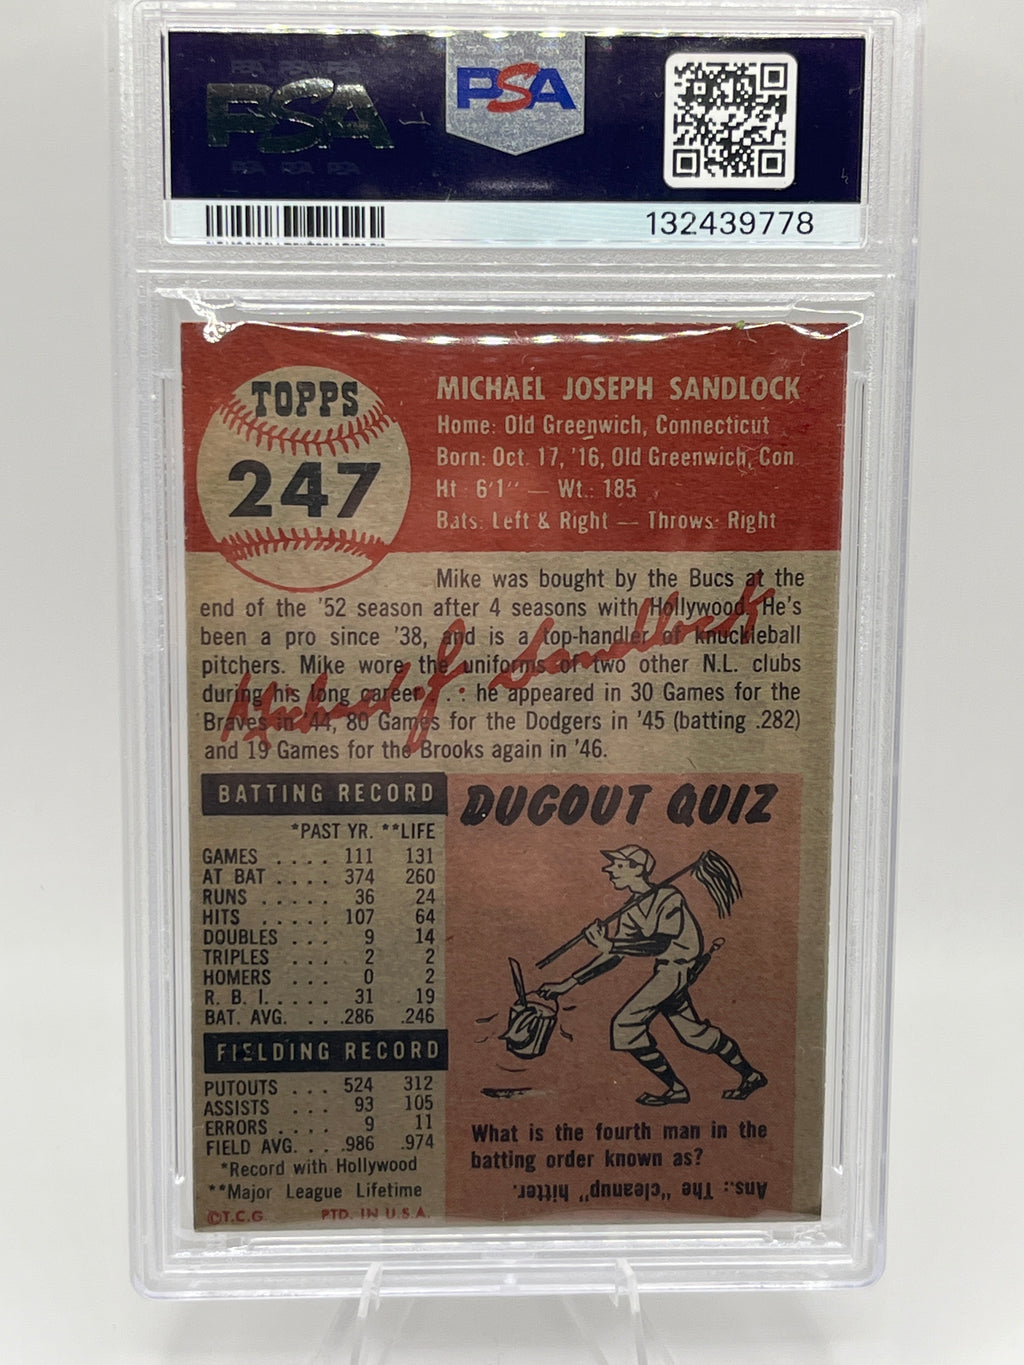 PSA
PSA
132439778
TOPPS
247
MICHAEL JOSEPH SANDLOCK
Home: Old Greenwich, Connecticut
Born: Oct. 17, '16, Old Greenwich, Con.
Ht. 6'1'' — Wt.: 185
Bats: Left & Right — Throws: Right
Mike was bought by the Bucs at the
end of the '52 season after 4 seasons with Hollywood. He's
been a pro since '38, and is a top-handler of knuckleball
pitchers. Mike wore the uniforms of two other N.L. clubs
during his long career . . . he appeared in 30 Games for the
Braves in '44, 80 Games for the Dodgers in '45 (batting .282)
and 19 Games for the Brooks again in '46.
Michael J. Sandlock
BATTING RECORD
*PAST YR. **LIFE
GAMES .... 111 131
AT BAT .... 374 260
RUNS ..... 36 24
HITS ..... 107 64
DOUBLES ... 9 14
TRIPLES ... 2 2
HOMERS ... 0 2
R. B. I. .... 31 19
BAT. AVG. ... .286 .246
FIELDING RECORD
PUTOUTS ... 524 312
ASSISTS ... 93 105
ERRORS .... 9 11
FIELD AVG. ... .986 .974
*Record with Hollywood
**Major League Lifetime
©T.C.G. PTD. IN U.S.A.
DUGOUT QUIZ
What is the fourth man in the
batting order known as?
Ans.: The "cleanup" hitter.